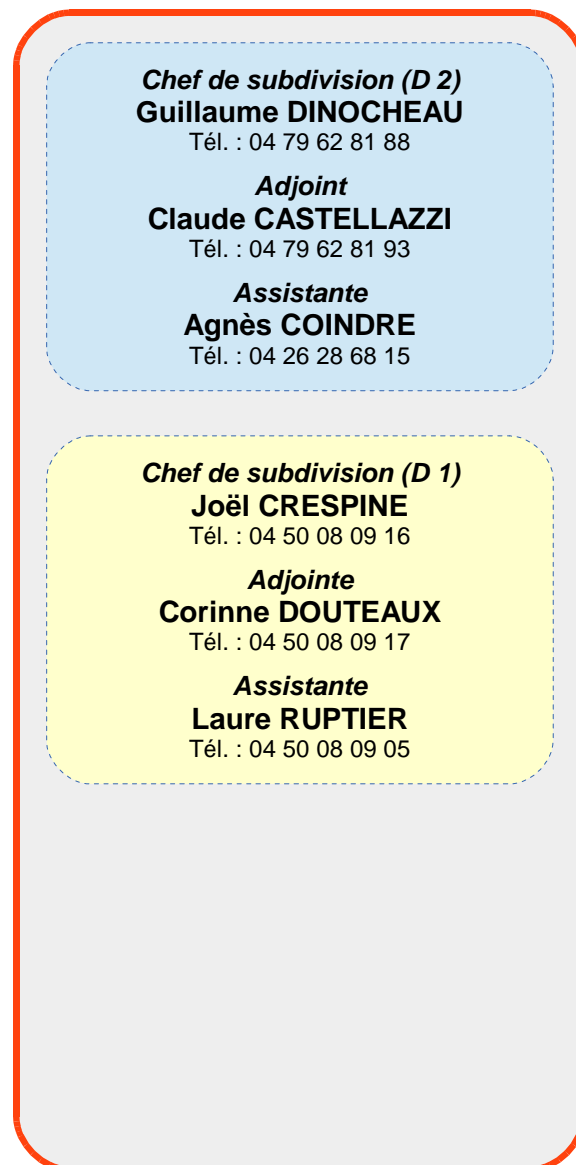 Chef de subdivision (D 2)
Guillaume DINOCHEAU
Tél. : 04 79 62 81 88
Adjoint
Claude CASTELLAZZI
Tél. : 04 79 62 81 93
Assistante
Agnès COINDRE
Tél. : 04 26 28 68 15
Chef de subdivision (D 1)
Joël CRESPINE
Tél. : 04 50 08 09 16
Adjointe
Corinne DOUTEAUX
Tél. : 04 50 08 09 17
Assistante
Laure RUPTIER
Tél. : 04 50 08 09 05